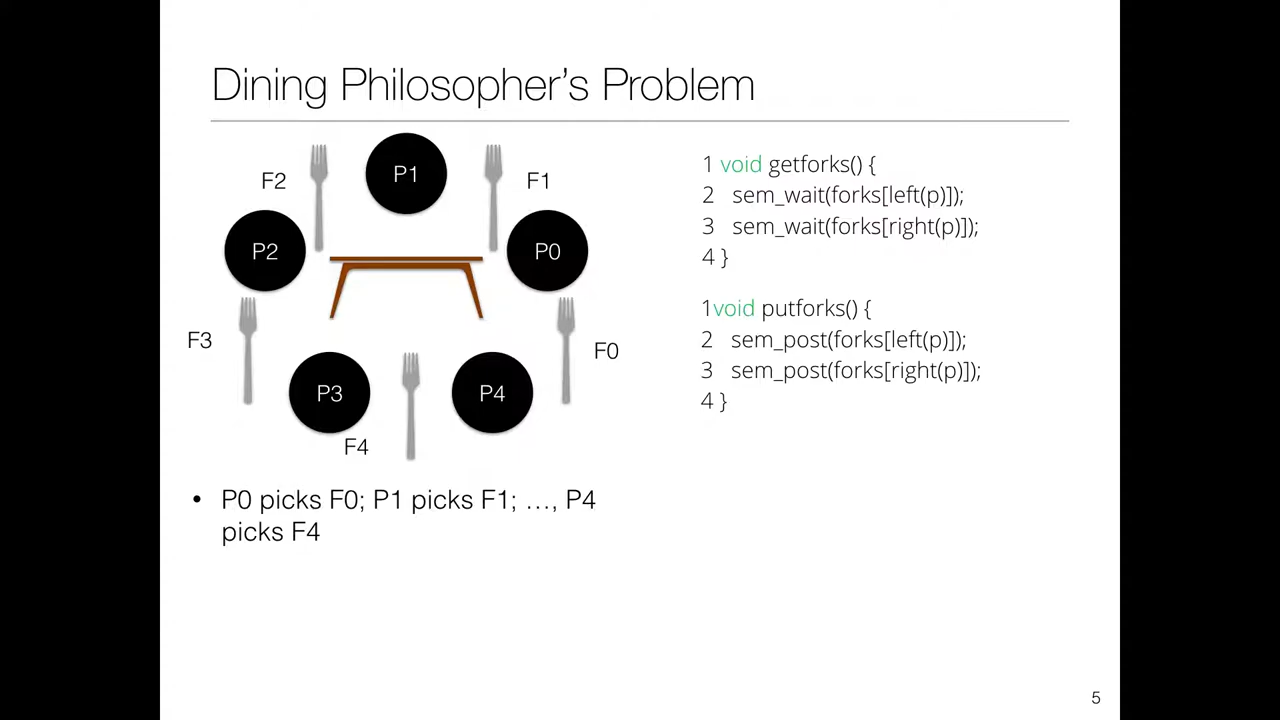 Dining Philosopher's Problem
P1
F2
F1
P2
P0
F3
F0
P3
P4
F4
1 void getforks() {
2 sem_wait(forks[left(p)]);
3 sem_wait(forks[right(p)]);
4 }
1void putforks() {
2 sem_post(forks[left(p)]);
3 sem_post(forks[right(p)]);
4 }
• P0 picks F0; P1 picks F1; …, P4
picks F4
5